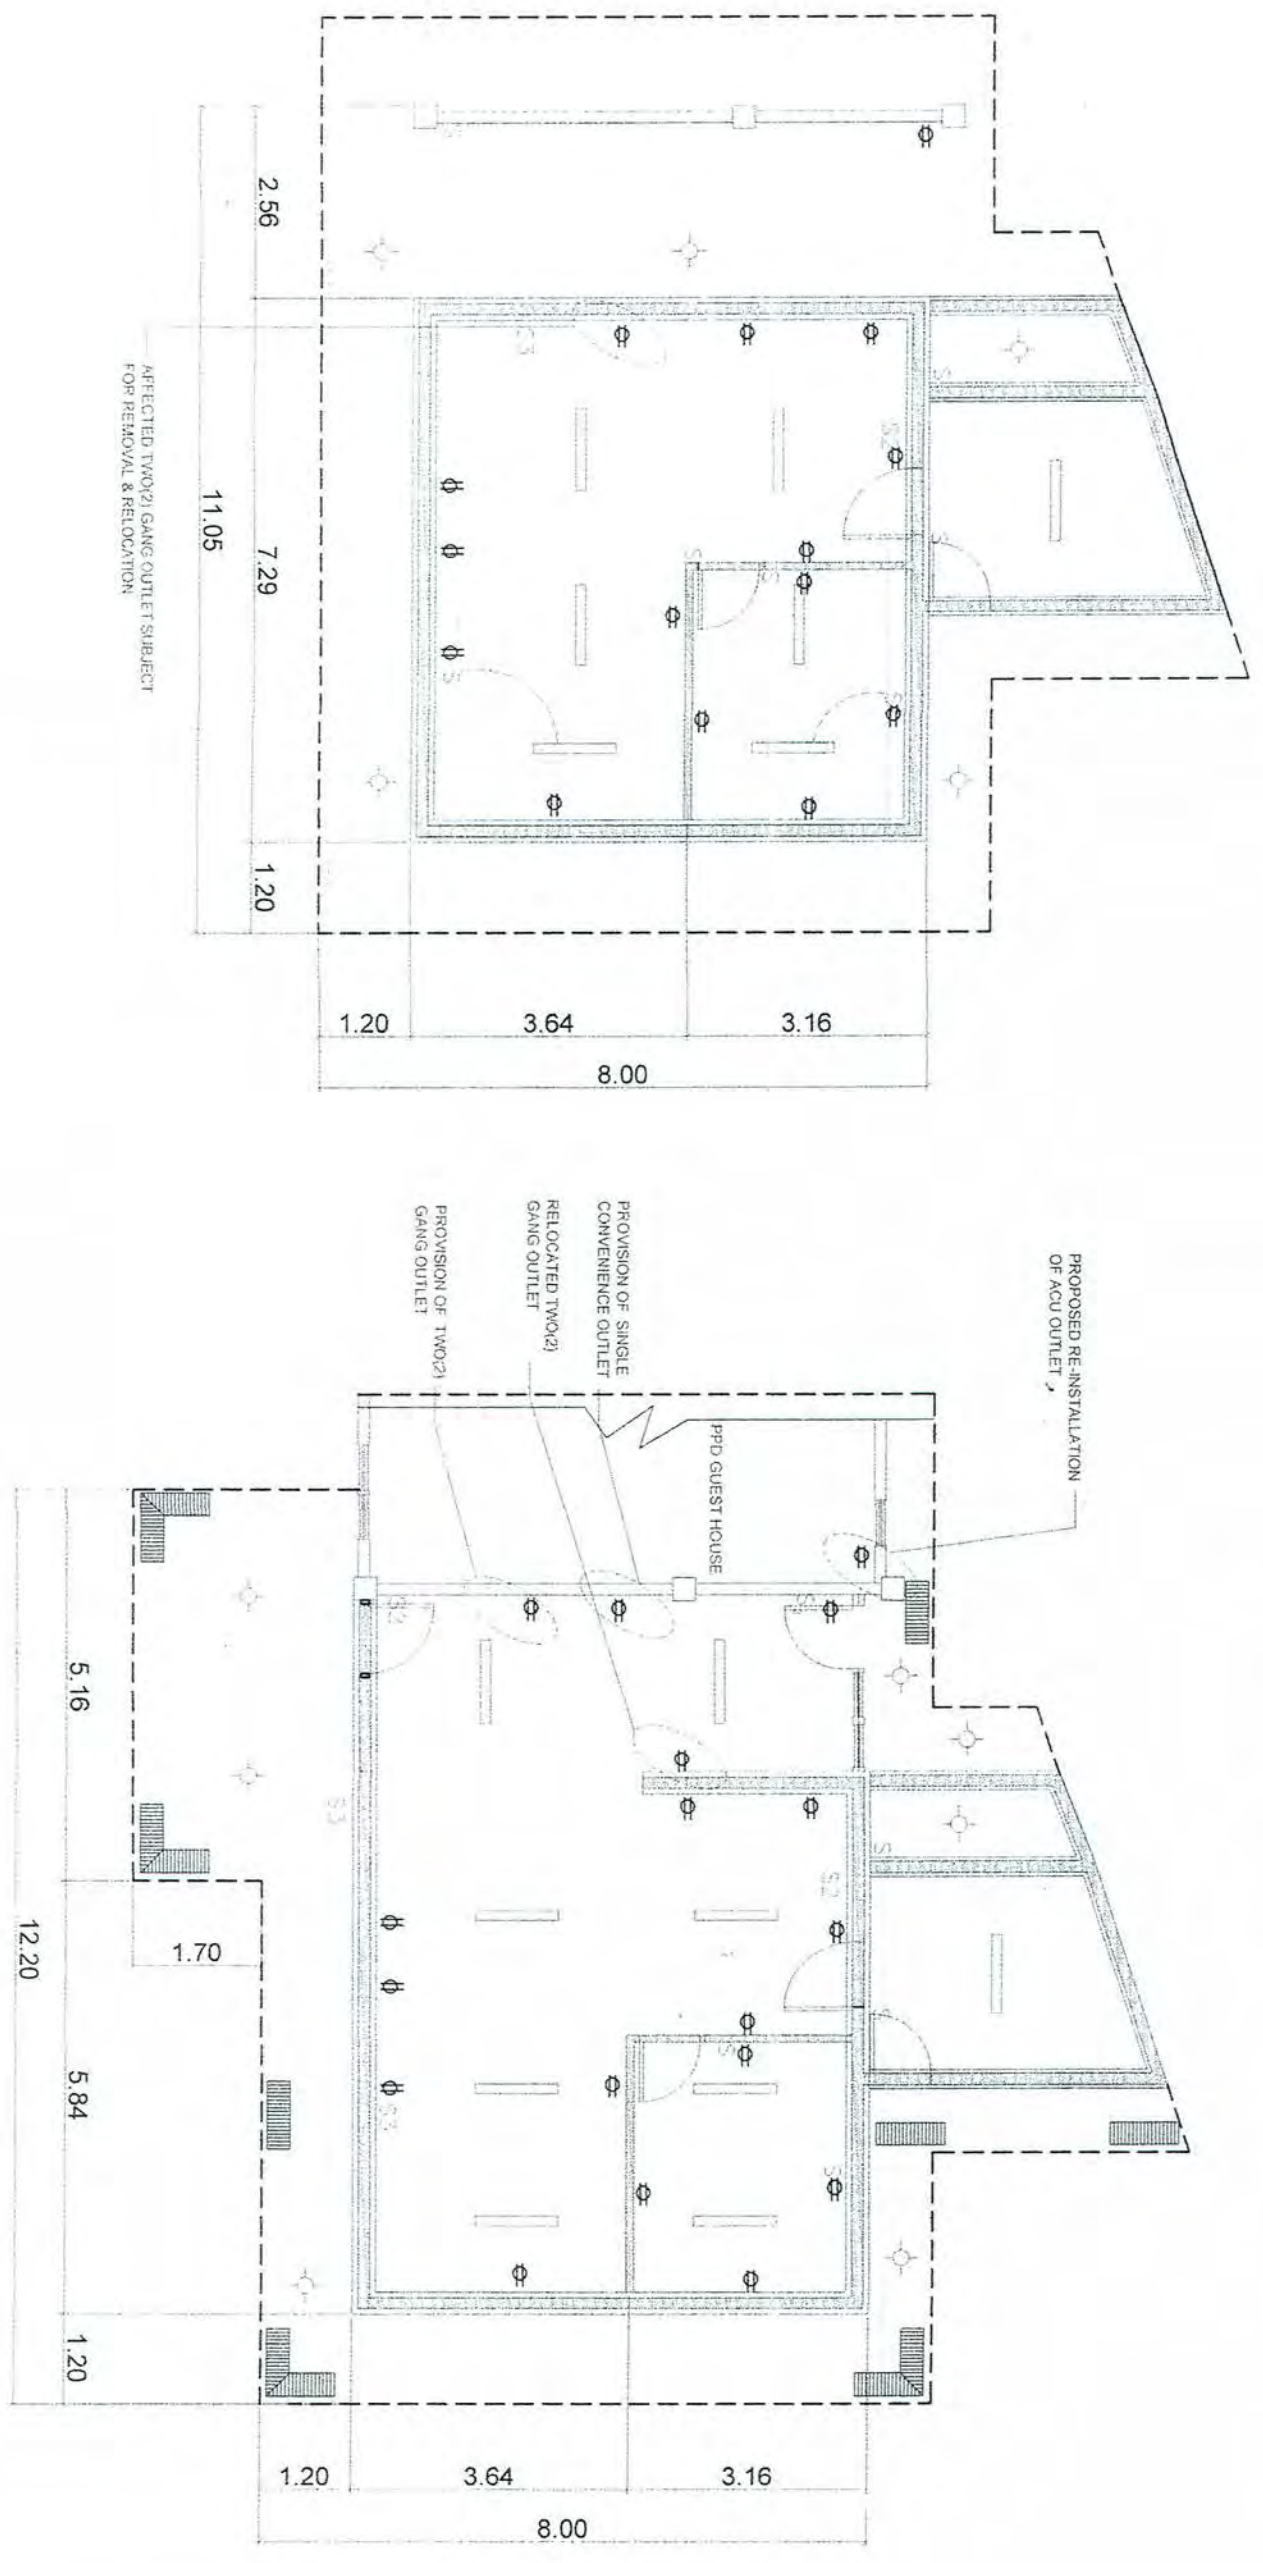 2.56
7.29
1.20
11.05
AFFECTED TWO(2) GANG OUTLET SUBJECT
FOR REMOVAL & RELOCATION
1.20
3.64
3.16
8.00
S
S
S
S
S
S
S
PROPOSED RE-INSTALLATION
OF ACU OUTLET
PROVISION OF SINGLE
CONVENIENCE OUTLET
RELOCATED TWO(2)
GANG OUTLET
PROVISION OF TWO(2)
GANG OUTLET
PPD GUEST HOUSE
S2
S3
S2
S
S
S
5.16
5.84
1.20
12.20
1.70
1.20
3.64
3.16
8.00